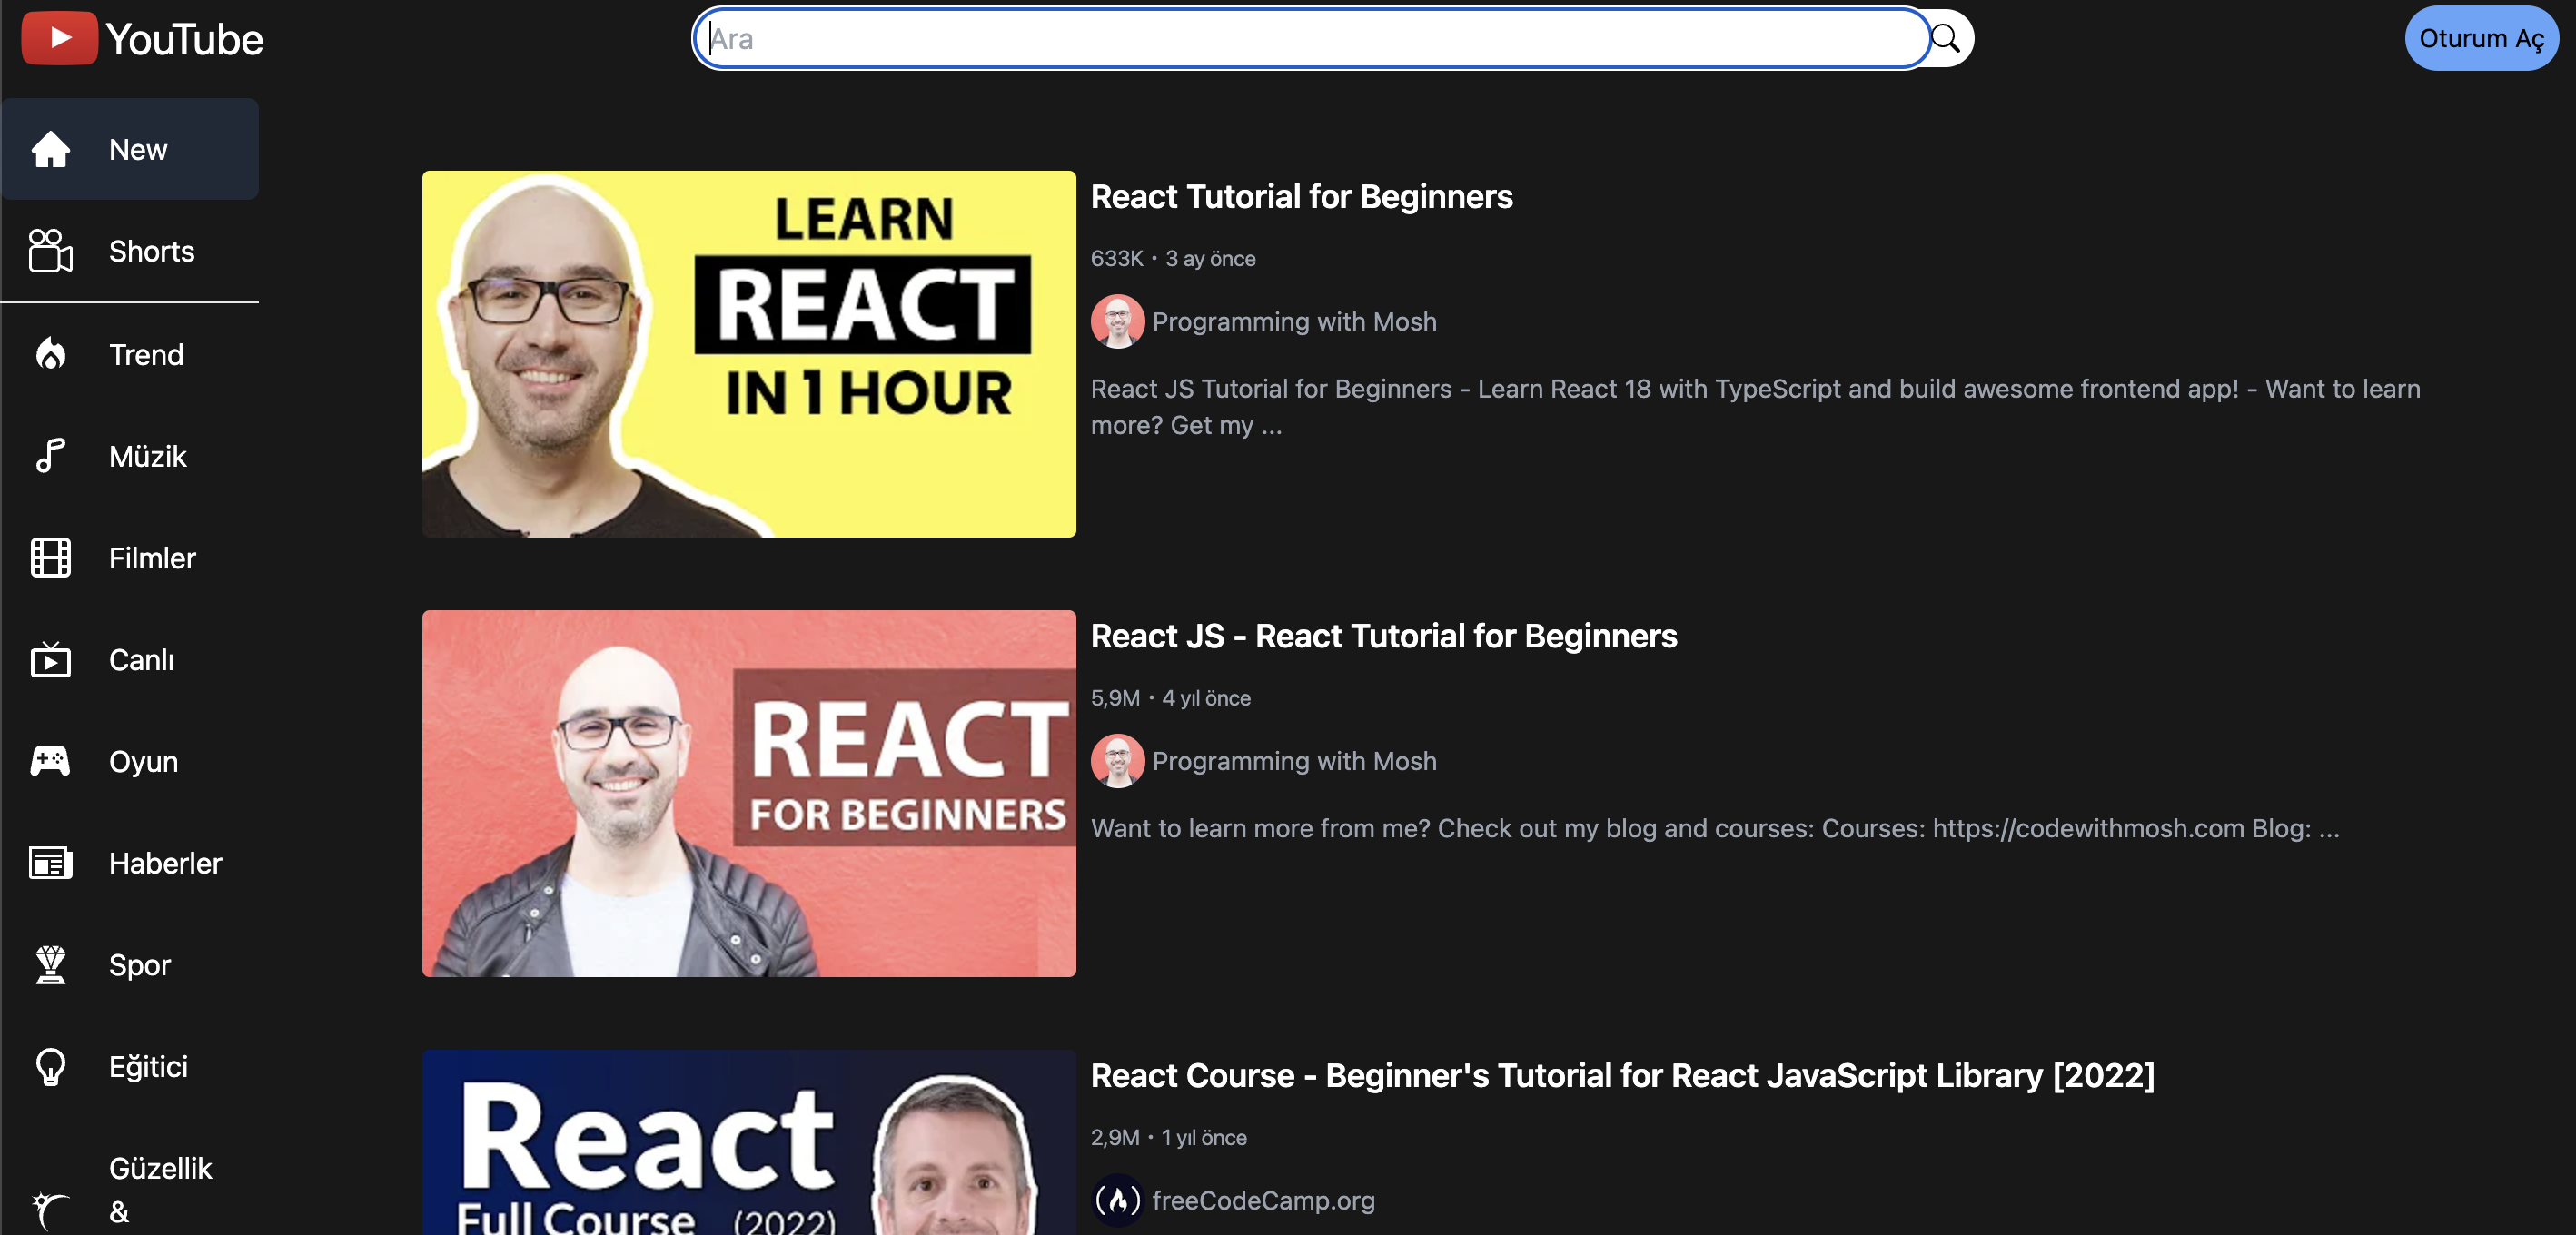 YouTube
Ara
Oturum Aç
New
Shorts
Trend
Müzik
Filmler
Canlı
Oyun
Haberler
Spor
Eğitici
Güzellik
&
LEARN
REACT
IN 1 HOUR
React Tutorial for Beginners
633K • 3 ay önce
Programming with Mosh
React JS Tutorial for Beginners - Learn React 18 with TypeScript and build awesome frontend app! - Want to learn
more? Get my ...
REACT
FOR BEGINNERS
React JS - React Tutorial for Beginners
5,9M • 4 yıl önce
Programming with Mosh
Want to learn more from me? Check out my blog and courses: Courses: https://codewithmosh.com Blog: ...
React
Full Course (2022)
React Course - Beginner's Tutorial for React JavaScript Library [2022]
2,9M • 1 yıl önce
freeCodeCamp.org